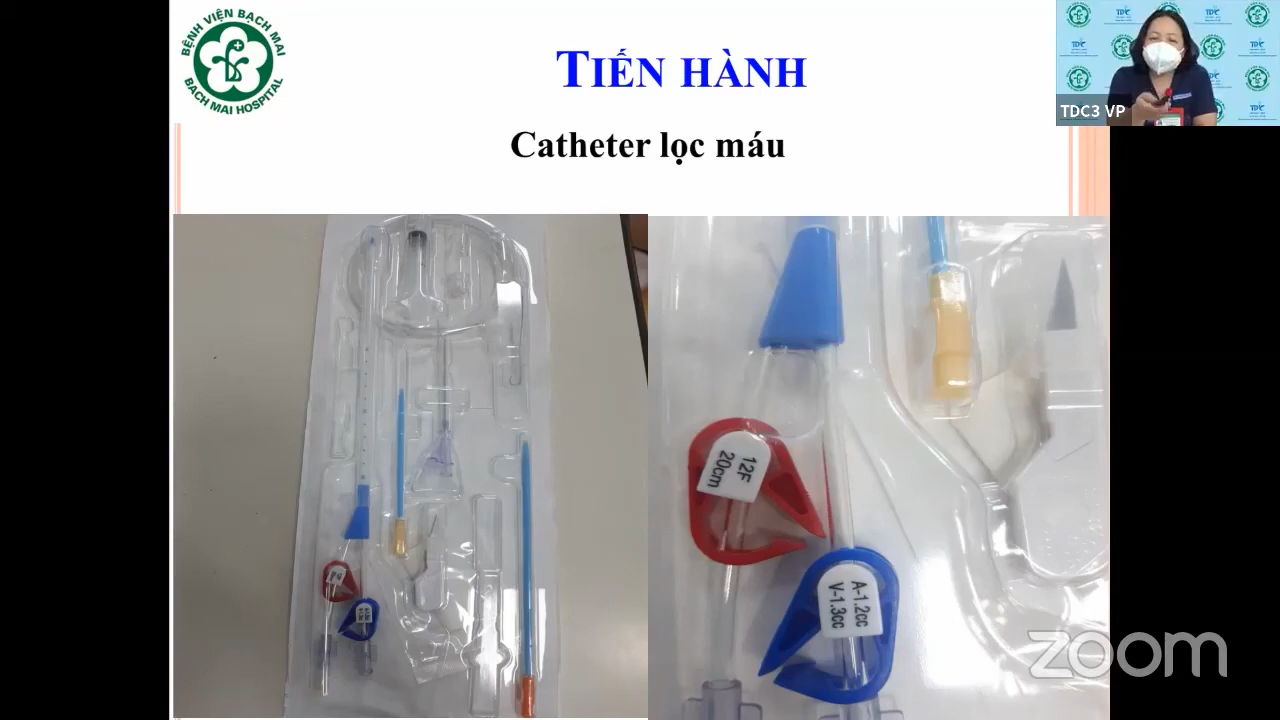 BỆNH VIỆN BẠCH MAI
BACH MAI HOSPITAL
TIẾN HÀNH
Catheter lọc máu
TDC3 VP
12F
20cm
A-1.2cc
V-1.3cc
zoom